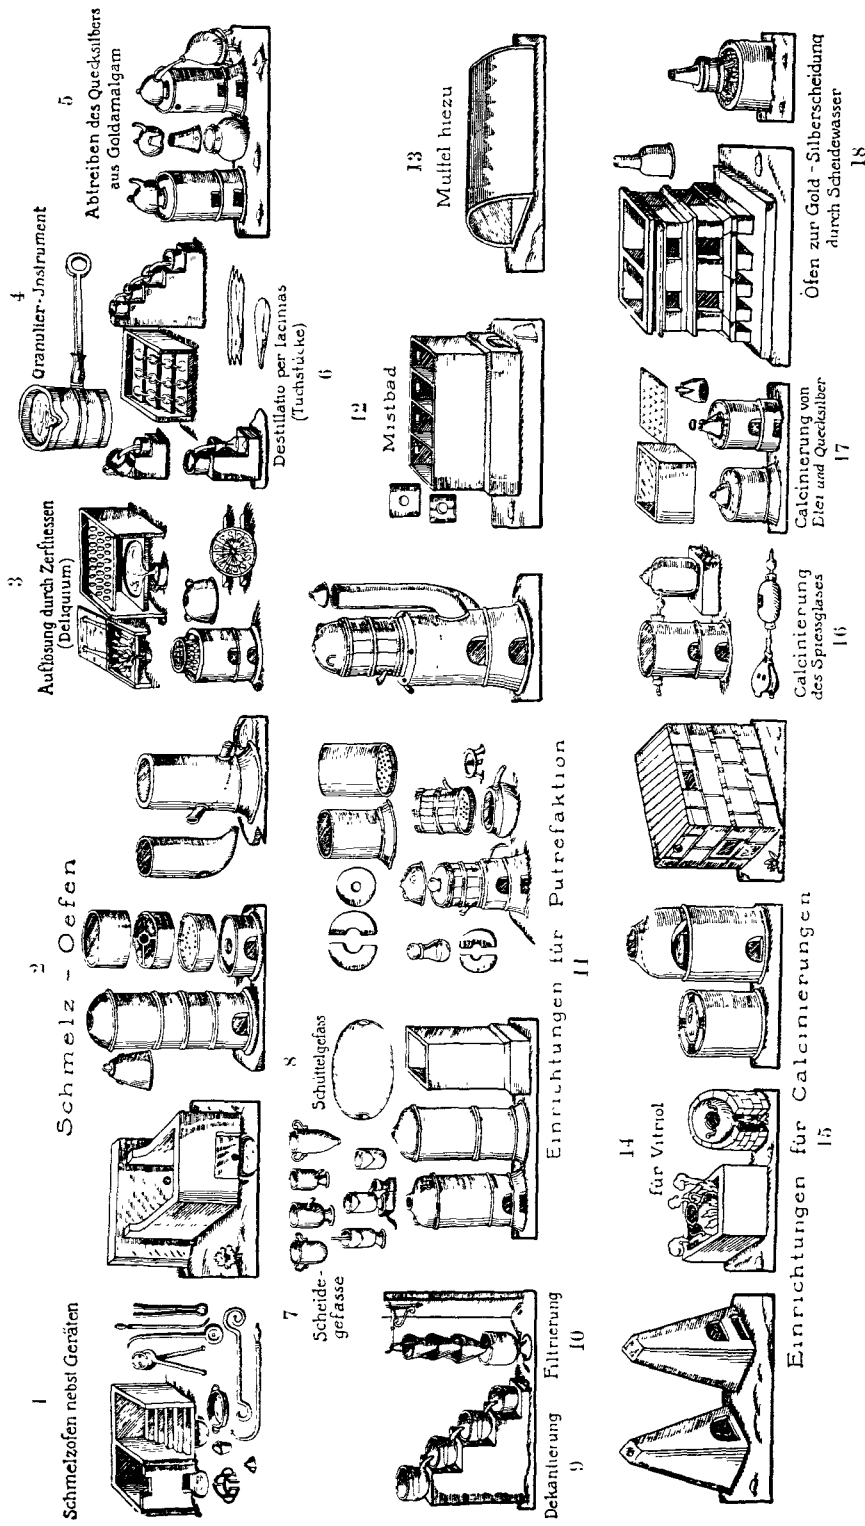 1
Schmelzofen nebst Geräten
2
Schmelz - Oefen
3
Auflösung durch Zerfliessen
(Deliquium)
4
Granulier-Jnstrument
5
Abtreiben des Quecksilbers
aus Goldamalgam
Destillatio per lacinias
(Tuchstücke)
6
7
Scheide-
gefässe
8
Schüttelgefäss
Dekantierung
9
Filtrierung
10
Einrichtungen für Putrefaktion
11
12
Mistbad
13
Muffel hiezu
14
für Vitriol
Einrichtungen für Calcinierungen
15
Calcinierung
des Spiessglases
16
Calcinierung von
Blei und Quecksilber
17
Öfen zur Gold - Silberscheidung
durch Scheidewasser
18